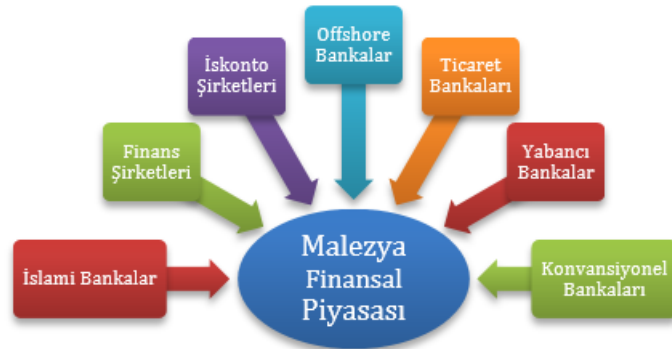 Offshore
Bankalar
İskonto
Şirketleri
Ticaret
Bankaları
Finans
Şirketleri
Yabancı
Bankalar
İslami Bankalar
Malezya
Finansal
Piyasası
Konvansiyonel
Bankaları